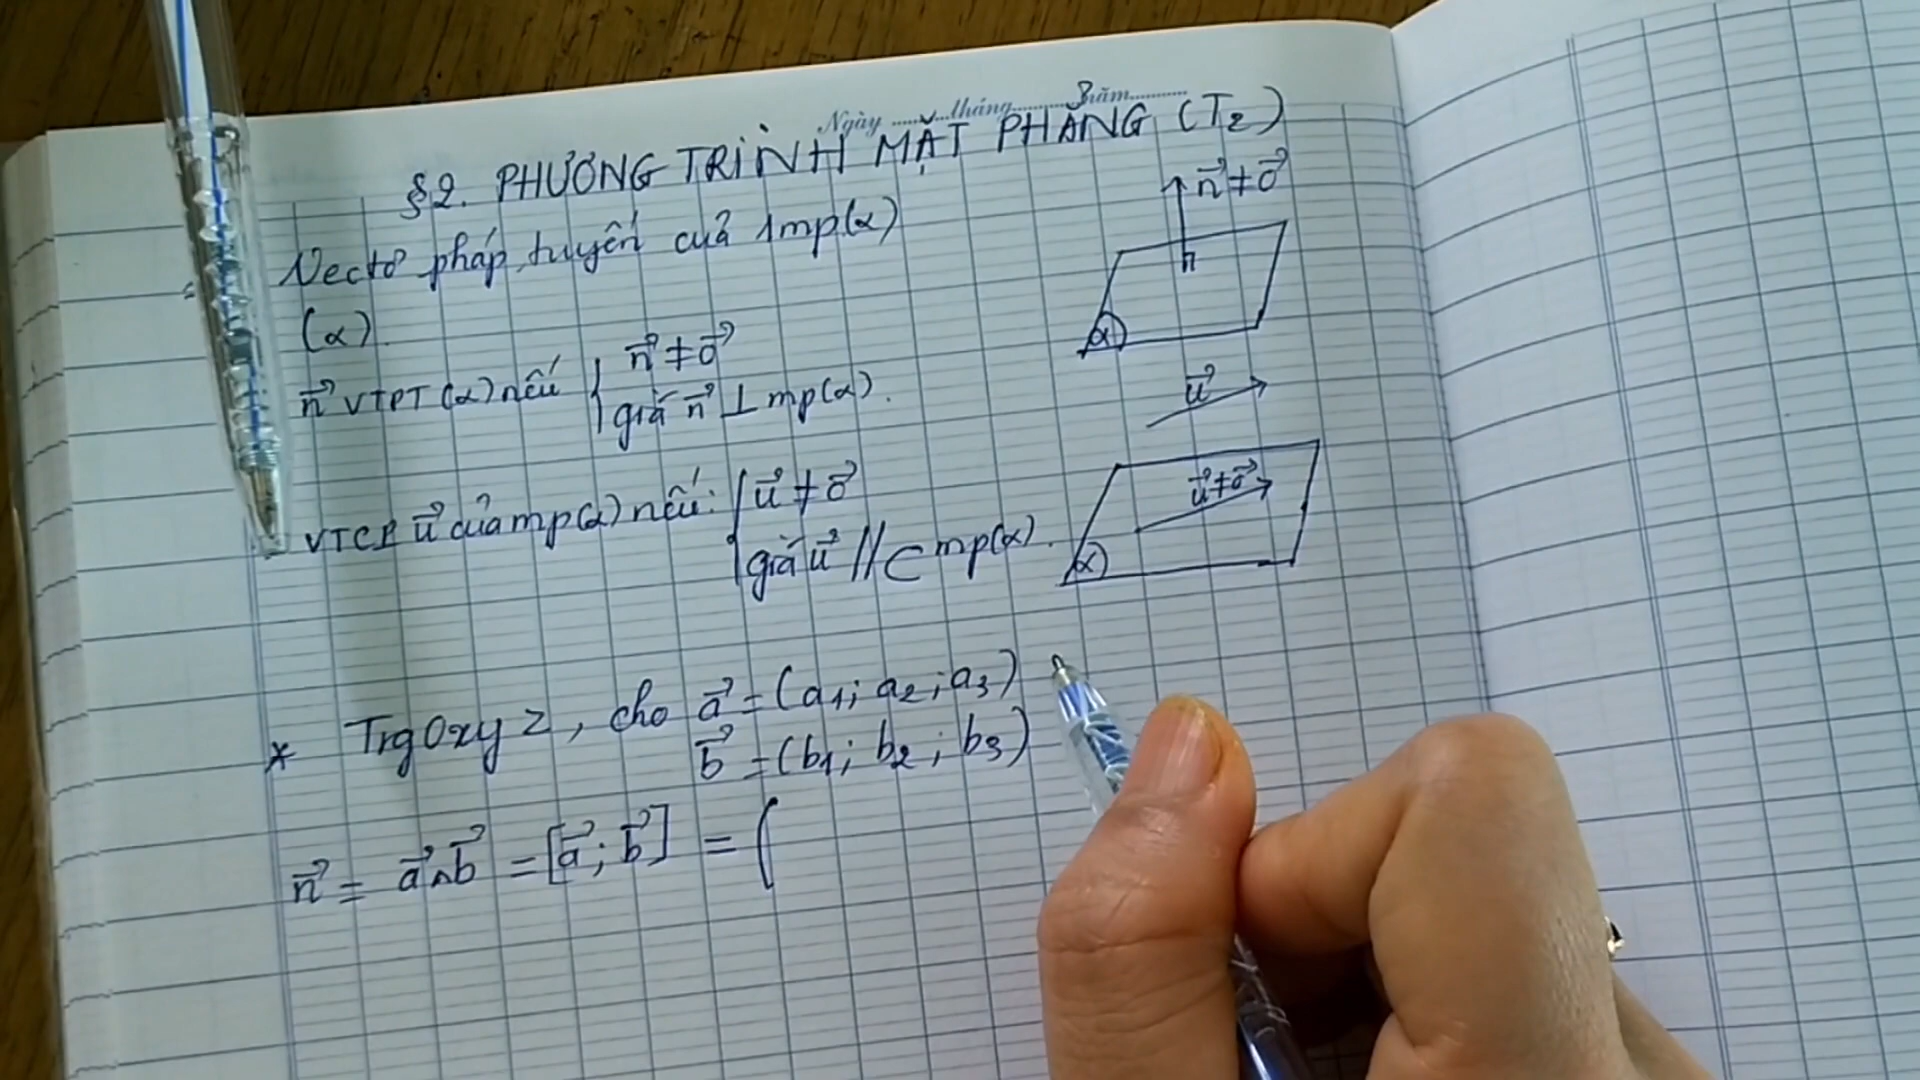 Ngày ........ tháng ........ năm ........
§2. PHƯƠNG TRÌNH MẶT PHẲNG (T2)
Vectơ pháp tuyến của 1mp(α)
(α).
n⃗ ≠ 0⃗
α
n⃗ VTPT (α) nếu { n⃗ ≠ 0⃗
giá n⃗ ⊥ mp(α).
u⃗
VTCP u⃗ của mp(α) nếu: { u⃗ ≠ 0⃗
giá u⃗ // ⊂ mp(α).
u⃗ ≠ 0⃗
α
* Trg Oxyz, cho a⃗ = (a1; a2; a3)
b⃗ = (b1; b2; b3)
n⃗ = a⃗ ∧ b⃗ = [a⃗; b⃗] = (